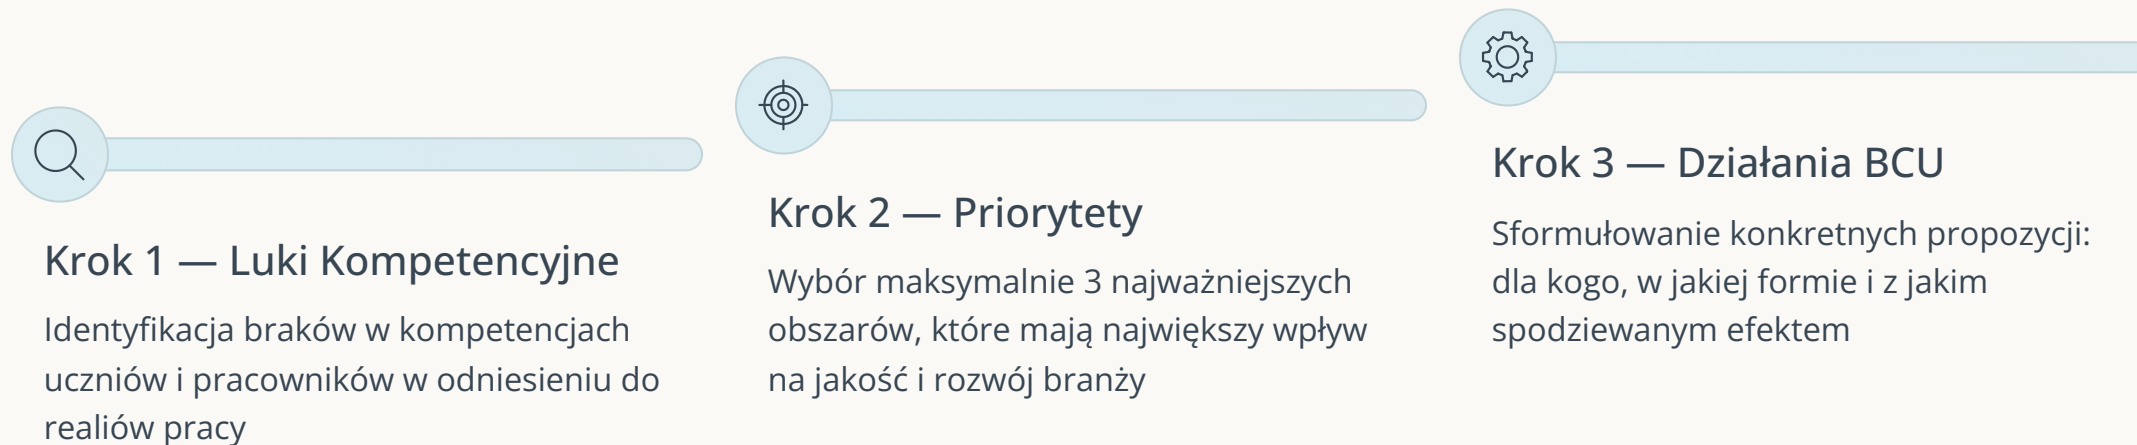 Krok 1 — Luki Kompetencyjne
Identyfikacja braków w kompetencjach
uczniów i pracowników w odniesieniu do
realiów pracy
Krok 2 — Priorytety
Wybór maksymalnie 3 najważniejszych
obszarów, które mają największy wpływ
na jakość i rozwój branży
Krok 3 — Działania BCU
Sformułowanie konkretnych propozycji:
dla kogo, w jakiej formie i z jakim
spodziewanym efektem